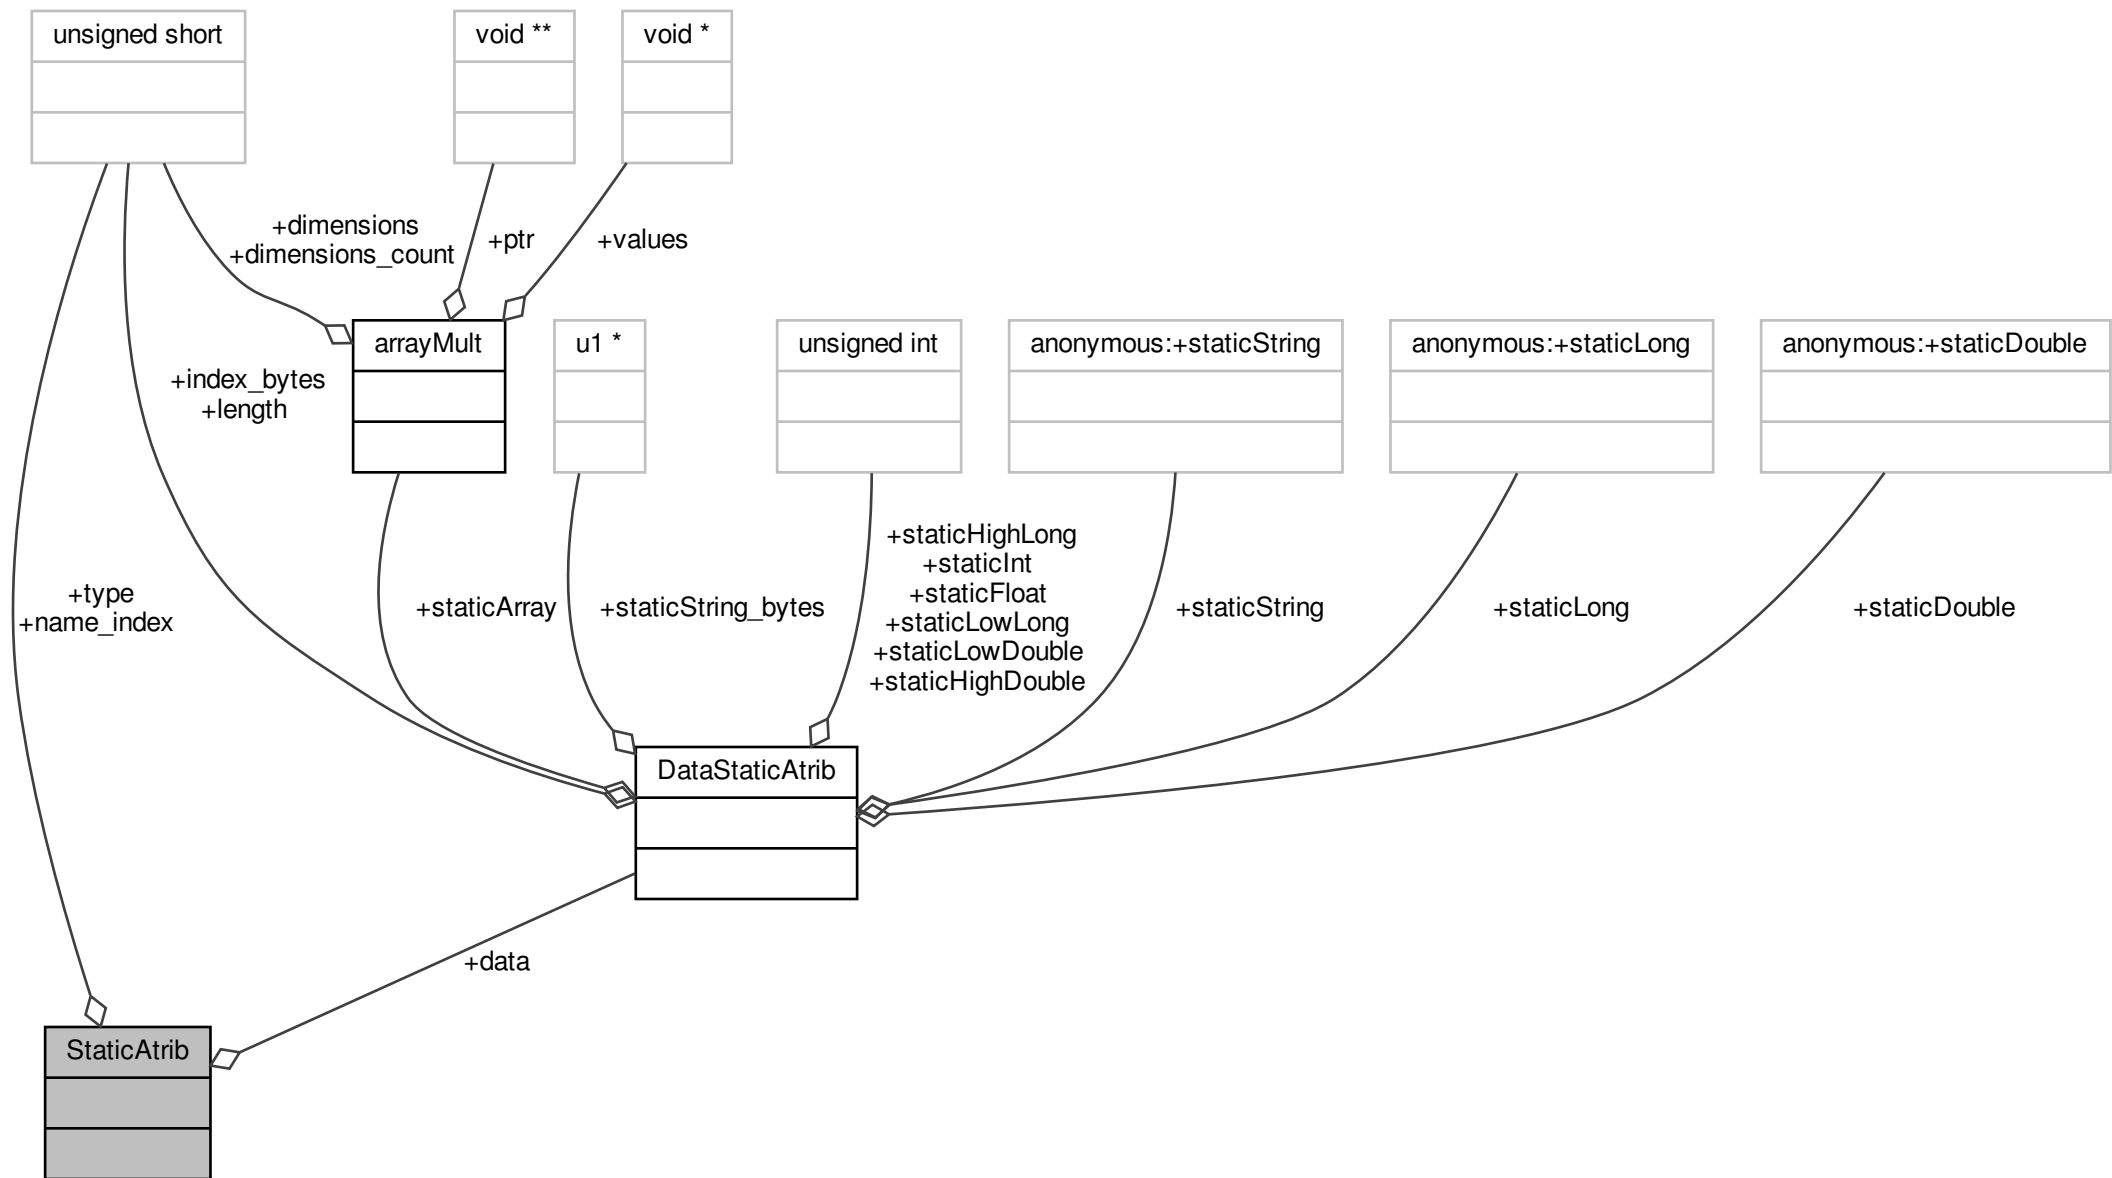 unsigned short
void **
void *
+dimensions
+dimensions_count
+ptr
+values
arrayMult
u1 *
unsigned int
anonymous:+staticString
anonymous:+staticLong
anonymous:+staticDouble
+index_bytes
+length
+staticHighLong
+staticInt
+staticFloat
+staticLowLong
+staticLowDouble
+staticHighDouble
+type
+name_index
+staticArray
+staticString_bytes
+staticString
+staticLong
+staticDouble
DataStaticAtrib
+data
StaticAtrib